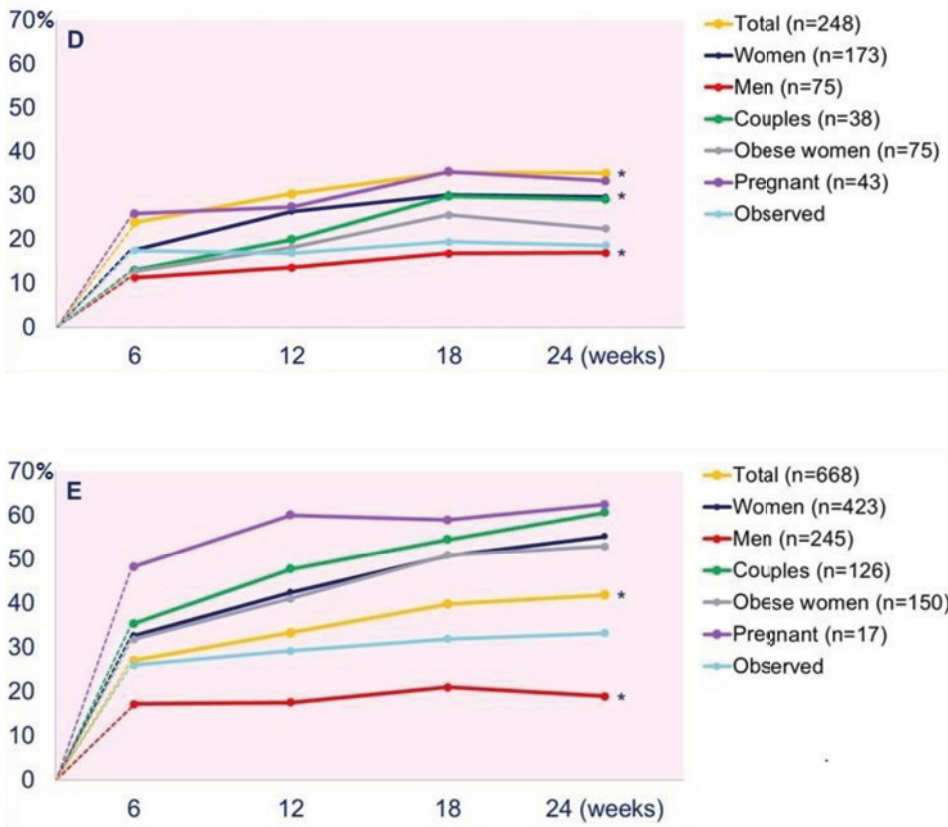 70%
D
60
50
40
30
20
10
0
6 12 18 24 (weeks)
*
*
*
Total (n=248)
Women (n=173)
Men (n=75)
Couples (n=38)
Obese women (n=75)
Pregnant (n=43)
Observed
70%
E
60
50
40
30
20
10
0
6 12 18 24 (weeks)
*
*
Total (n=668)
Women (n=423)
Men (n=245)
Couples (n=126)
Obese women (n=150)
Pregnant (n=17)
Observed